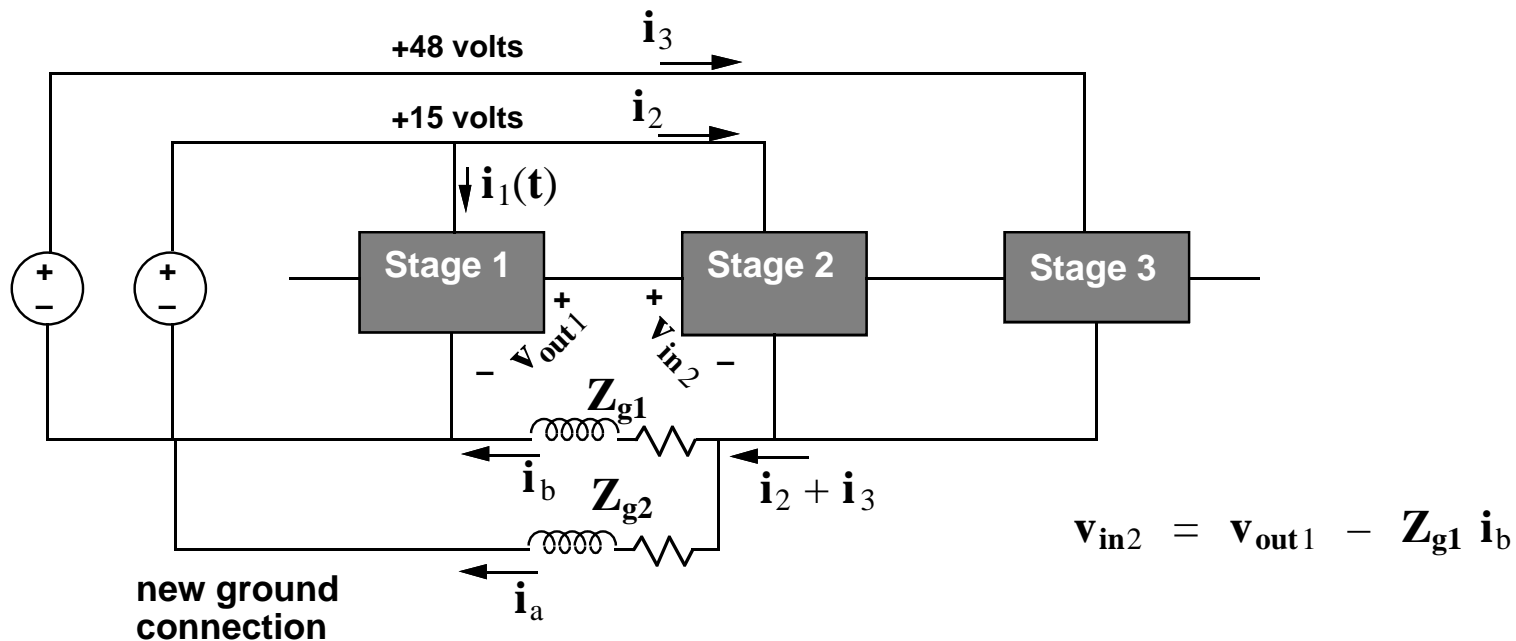 i3
+48 volts
i2
+15 volts
i1(t)
Stage 1
Stage 2
Stage 3
+
–
+
–
+
–
vout1
+
–
vin2
Zg1
ib
i2 + i3
Zg2
vin2 = vout1 – Zg1 ib
ia
new ground
connection